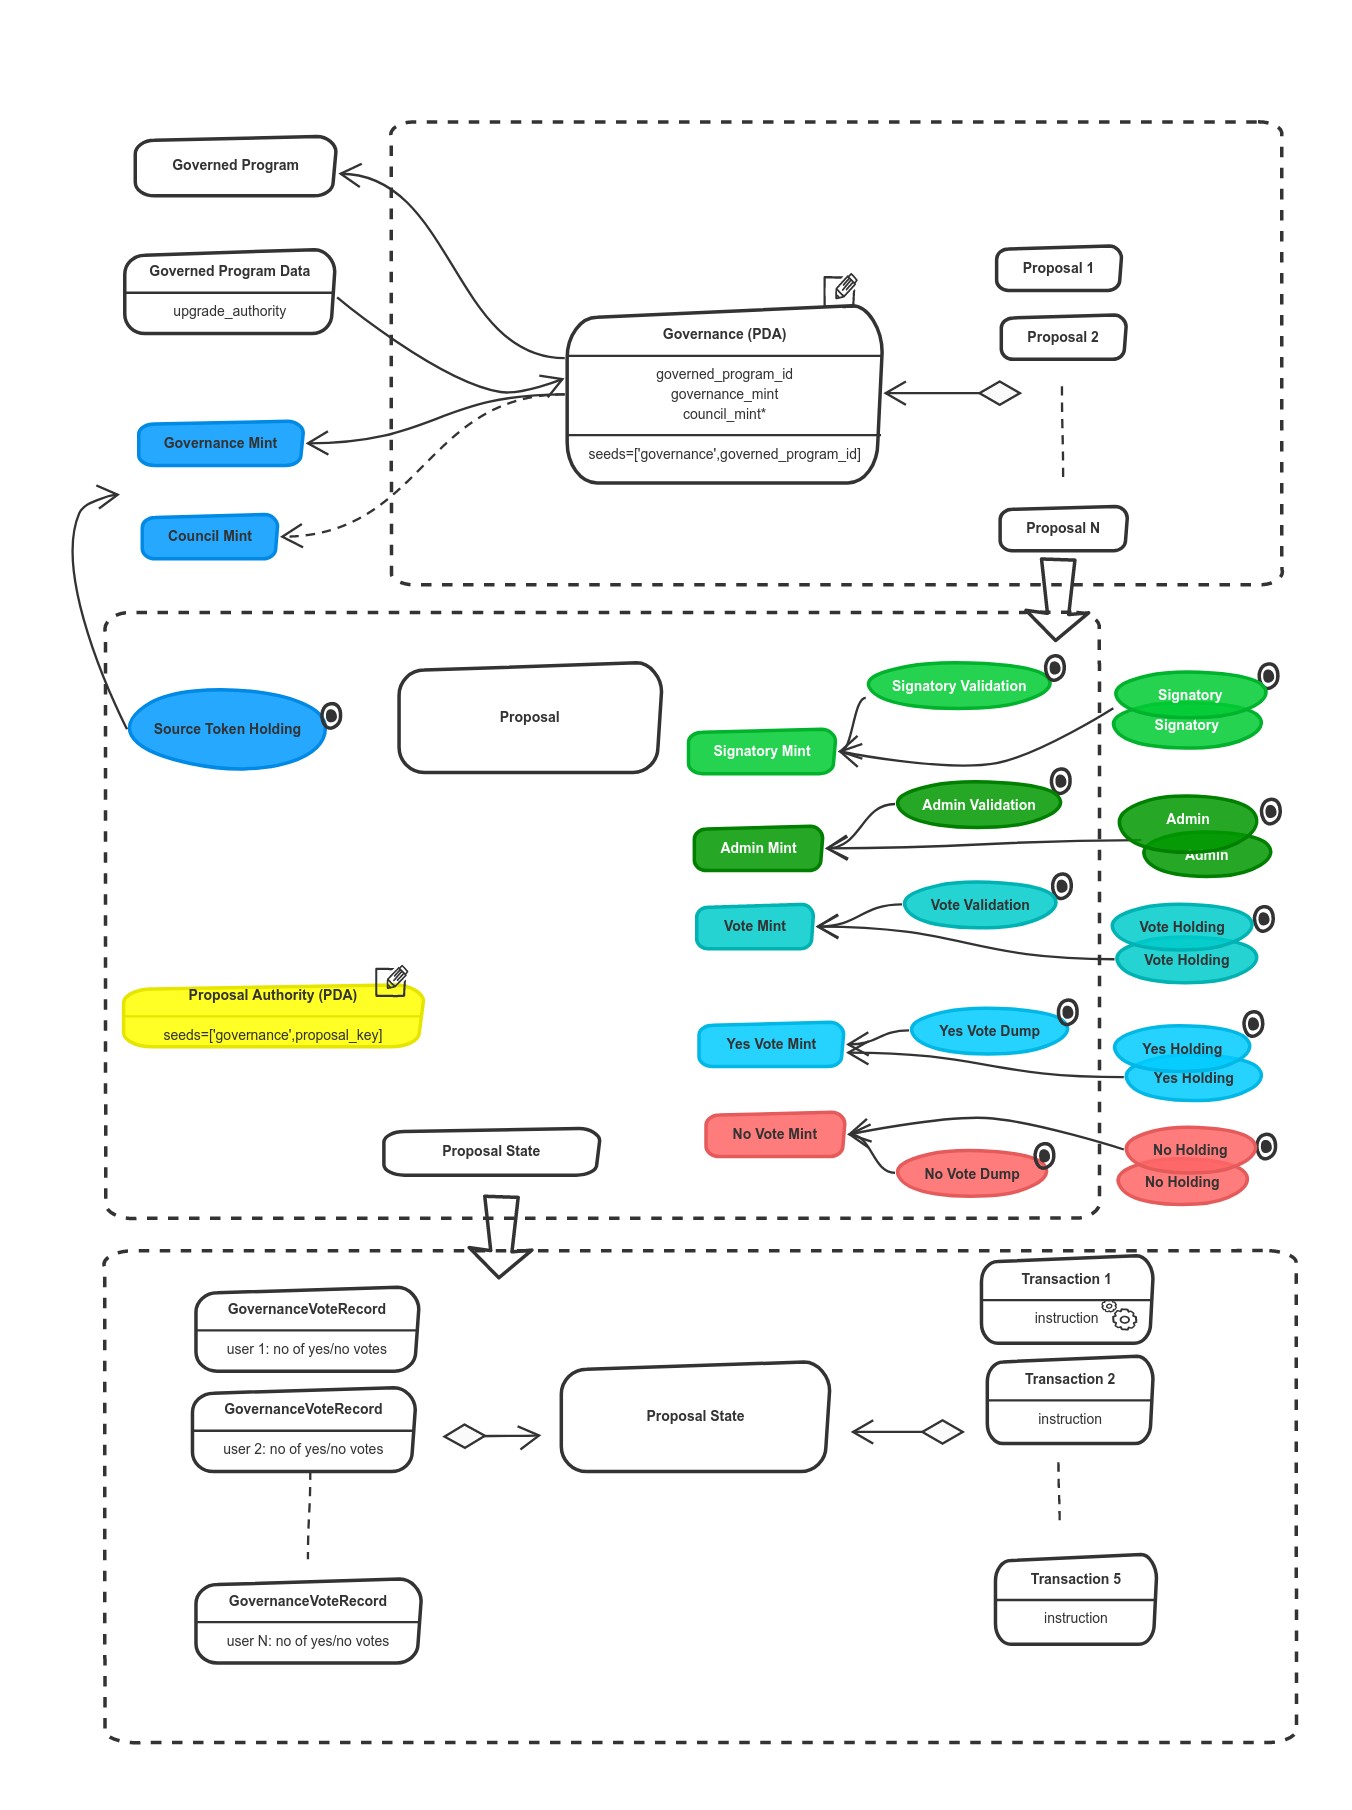 Governed Program
Governed Program Data
upgrade_authority
Governance Mint
Council Mint
Governance (PDA)
governed_program_id
governance_mint
council_mint*
seeds=['governance',governed_program_id]
Proposal 1
Proposal 2
Proposal N
Source Token Holding
Proposal
Proposal Authority (PDA)
seeds=['governance',proposal_key]
Proposal State
Signatory Validation
Signatory Mint
Signatory
Signatory
Admin Validation
Admin Mint
Admin
Admin
Vote Validation
Vote Mint
Vote Holding
Vote Holding
Yes Vote Dump
Yes Vote Mint
Yes Holding
Yes Holding
No Vote Mint
No Vote Dump
No Holding
No Holding
GovernanceVoteRecord
user 1: no of yes/no votes
GovernanceVoteRecord
user 2: no of yes/no votes
GovernanceVoteRecord
user N: no of yes/no votes
Proposal State
Transaction 1
instruction
Transaction 2
instruction
Transaction 5
instruction